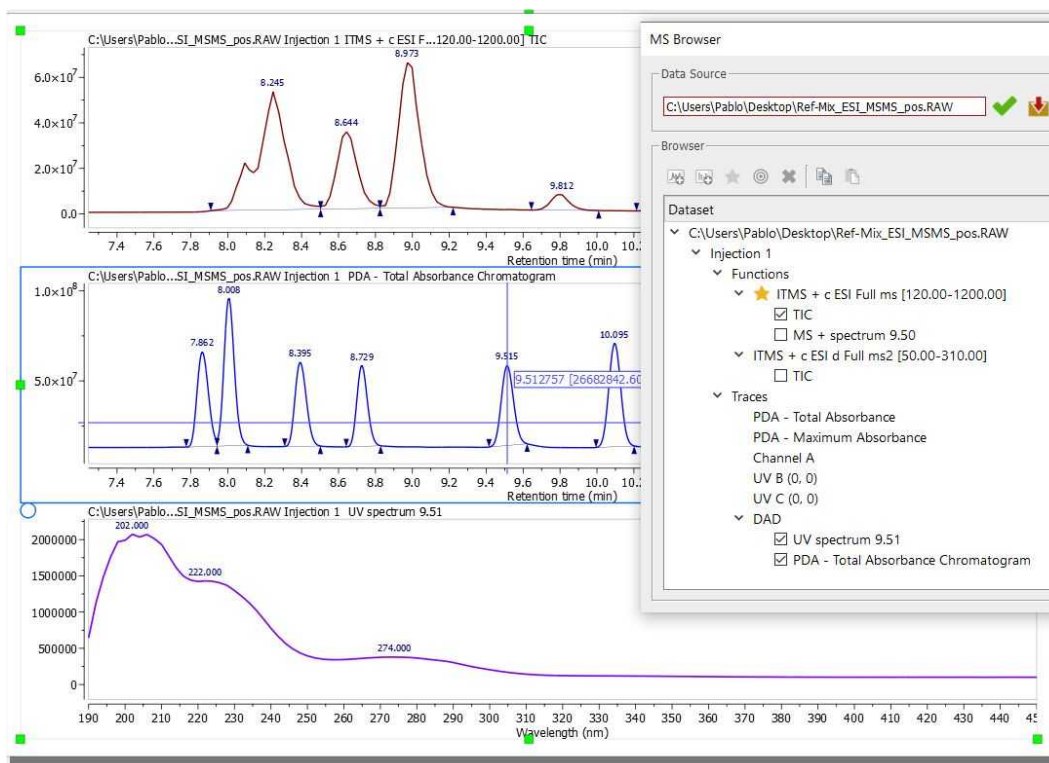 C:\Users\Pablo...SI_MSMS_pos.RAW Injection 1 ITMS + c ESI F...120.00-1200.00] TIC
8.973
8.245
8.644
9.812
6.0×10⁷
4.0×10⁷
2.0×10⁷
0.0
7.4 7.6 7.8 8.0 8.2 8.4 8.6 8.8 9.0 9.2 9.4 9.6 9.8 10.0 10.2
Retention time (min)
C:\Users\Pablo...SI_MSMS_pos.RAW Injection 1 PDA - Total Absorbance Chromatogram
1.0×10⁸
5.0×10⁷
8.008
7.862
8.395
8.729
9.515
10.095
9.512757 [26682842.60
7.4 7.6 7.8 8.0 8.2 8.4 8.6 8.8 9.0 9.2 9.4 9.6 9.8 10.0 10.2
Retention time (min)
C:\Users\Pablo...SI_MSMS_pos.RAW Injection 1 UV spectrum 9.51
202.000
222.000
274.000
2000000
1500000
1000000
500000
0
190 200 210 220 230 240 250 260 270 280 290 300 310 320 330 340 350 360 370 380 390 400 410 420 430 440 45
Wavelength (nm)
MS Browser
Data Source
C:\Users\Pablo\Desktop\Ref-Mix_ESI_MSMS_pos.RAW
Browser
Dataset
C:\Users\Pablo\Desktop\Ref-Mix_ESI_MSMS_pos.RAW
Injection 1
Functions
ITMS + c ESI Full ms [120.00-1200.00]
TIC
MS + spectrum 9.50
ITMS + c ESI d Full ms2 [50.00-310.00]
TIC
Traces
PDA - Total Absorbance
PDA - Maximum Absorbance
Channel A
UV B (0, 0)
UV C (0, 0)
DAD
UV spectrum 9.51
PDA - Total Absorbance Chromatogram